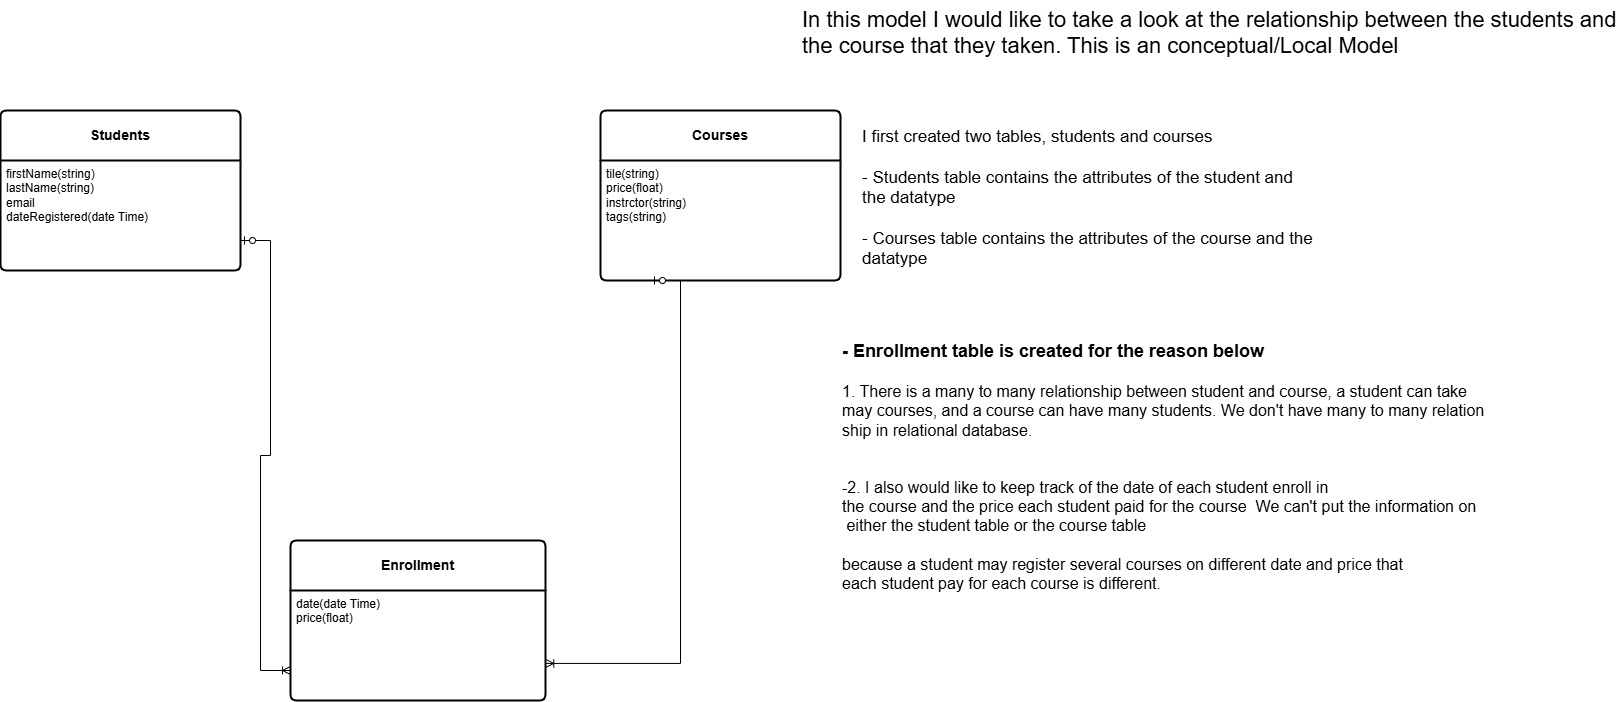 In this model I would like to take a look at the relationship between the students and
the course that they taken. This is an conceptual/Local Model
Students
firstName(string)
lastName(string)
email
dateRegistered(date Time)
Courses
tile(string)
price(float)
instrctor(string)
tags(string)
I first created two tables, students and courses
- Students table contains the attributes of the student and
the datatype
- Courses table contains the attributes of the course and the
datatype
- Enrollment table is created for the reason below
1. There is a many to many relationship between student and course, a student can take
may courses, and a course can have many students. We don't have many to many relation
ship in relational database.
-2. I also would like to keep track of the date of each student enroll in
the course and the price each student paid for the course  We can't put the information on
either the student table or the course table
because a student may register several courses on different date and price that
each student pay for each course is different.
Enrollment
date(date Time)
price(float)